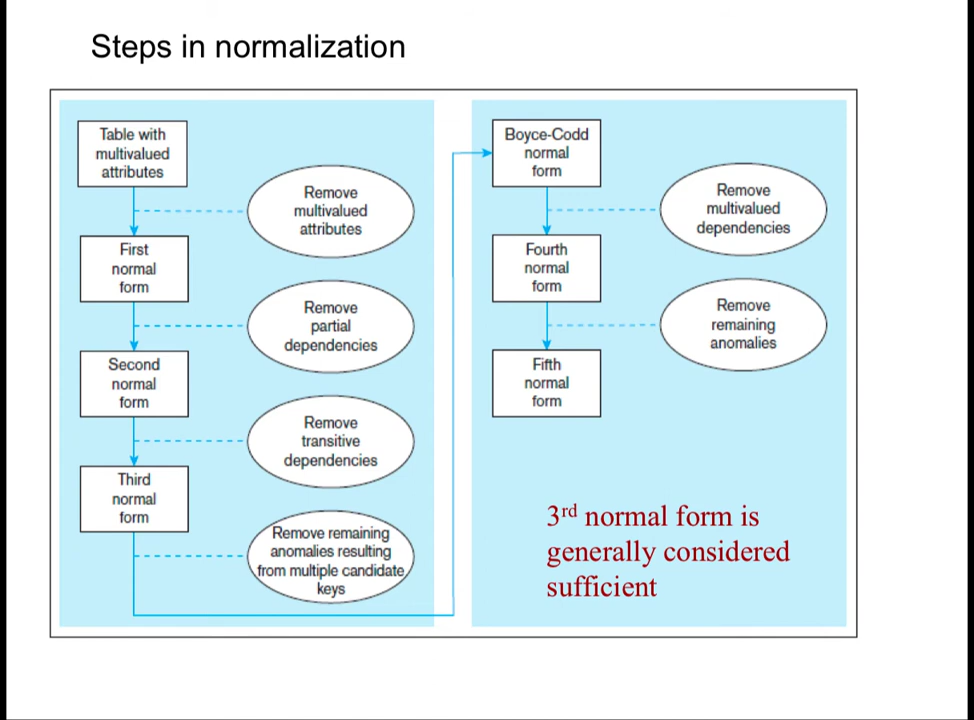 Steps in normalization
Table with
multivalued
attributes
Remove
multivalued
attributes
First
normal
form
Remove
partial
dependencies
Second
normal
form
Remove
transitive
dependencies
Third
normal
form
Remove remaining
anomalies resulting
from multiple candidate
keys
Boyce-Codd
normal
form
Remove
multivalued
dependencies
Fourth
normal
form
Remove
remaining
anomalies
Fifth
normal
form
3rd normal form is
generally considered
sufficient